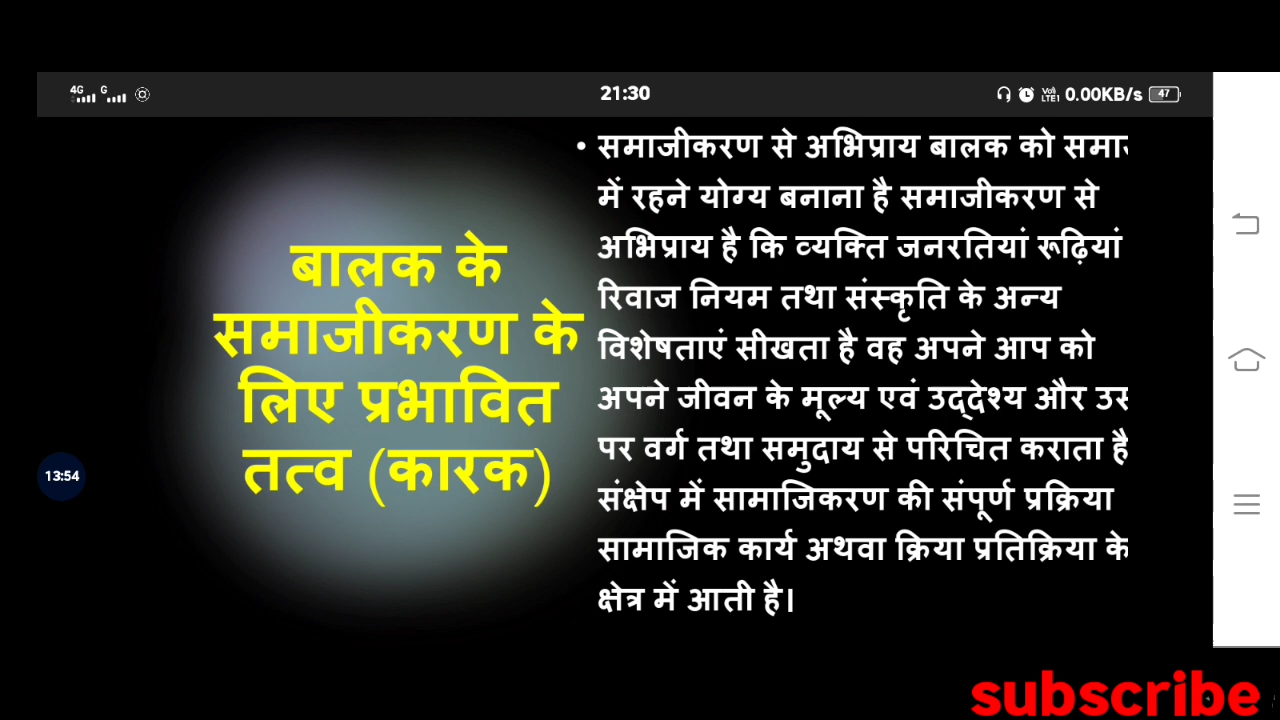 4G G
21:30
Vo) LTE1 0.00KB/s 47
बालक के
समाजीकरण के
लिए प्रभावित
तत्व (कारक)
• समाजीकरण से अभिप्राय बालक को
में रहने योग्य बनाना है समाजीकरण से
अभिप्राय है कि व्यक्ति जनरतियां रूढ़ियां
रिवाज नियम तथा संस्कृति के अन्य
विशेषताएं सीखता है वह अपने आप को
अपने जीवन के मूल्य एवं उद्देश्य और
पर वर्ग तथा समुदाय से परिचित कराता है
संक्षेप में सामाजिकरण की संपूर्ण प्रक्रिया
सामाजिक कार्य अथवा क्रिया प्रतिक्रिया के
क्षेत्र में आती है।
13:54
subscribe